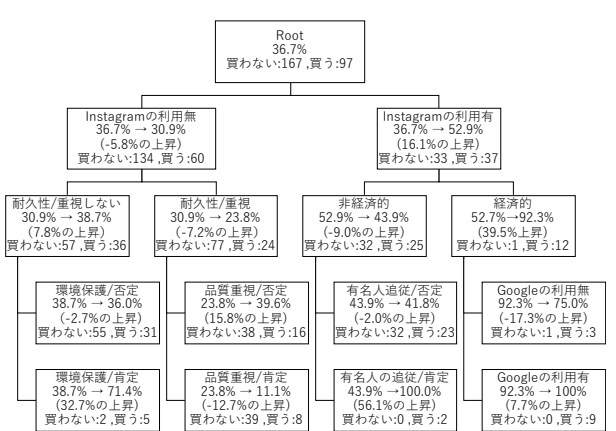 Root
36.7%
買わない:167 ,買う:97
Instagramの利用無
36.7% → 30.9%
(-5.8%の上昇)
買わない:134 ,買う:60
Instagramの利用有
36.7% → 52.9%
(16.1%の上昇)
買わない:33 ,買う:37
耐久性/重視しない
30.9% → 38.7%
(7.8%の上昇)
買わない:57 ,買う:36
耐久性/重視
30.9% → 23.8%
(-7.2%の上昇)
買わない:77 ,買う:24
非経済的
52.9% → 43.9%
(-9.0%の上昇)
買わない:32 ,買う:25
経済的
52.7%→92.3%
(39.5%上昇)
買わない:1 ,買う:12
環境保護/否定
38.7% → 36.0%
(-2.7%の上昇)
買わない:55 ,買う:31
品質重視/否定
23.8% → 39.6%
(15.8%の上昇)
買わない:38 ,買う:16
有名人追従/否定
43.9% → 41.8%
(-2.0%の上昇)
買わない:32 ,買う:23
Googleの利用無
92.3% → 75.0%
(-17.3%の上昇)
買わない:1 ,買う:3
環境保護/肯定
38.7% → 71.4%
(32.7%の上昇)
買わない:2 ,買う:5
品質重視/肯定
23.8% → 11.1%
(-12.7%の上昇)
買わない:39 ,買う:8
有名人の追従/肯定
43.9% →100.0%
(56.1%の上昇)
買わない:0 ,買う:2
Googleの利用有
92.3% → 100%
(7.7%の上昇)
買わない:0 ,買う:9